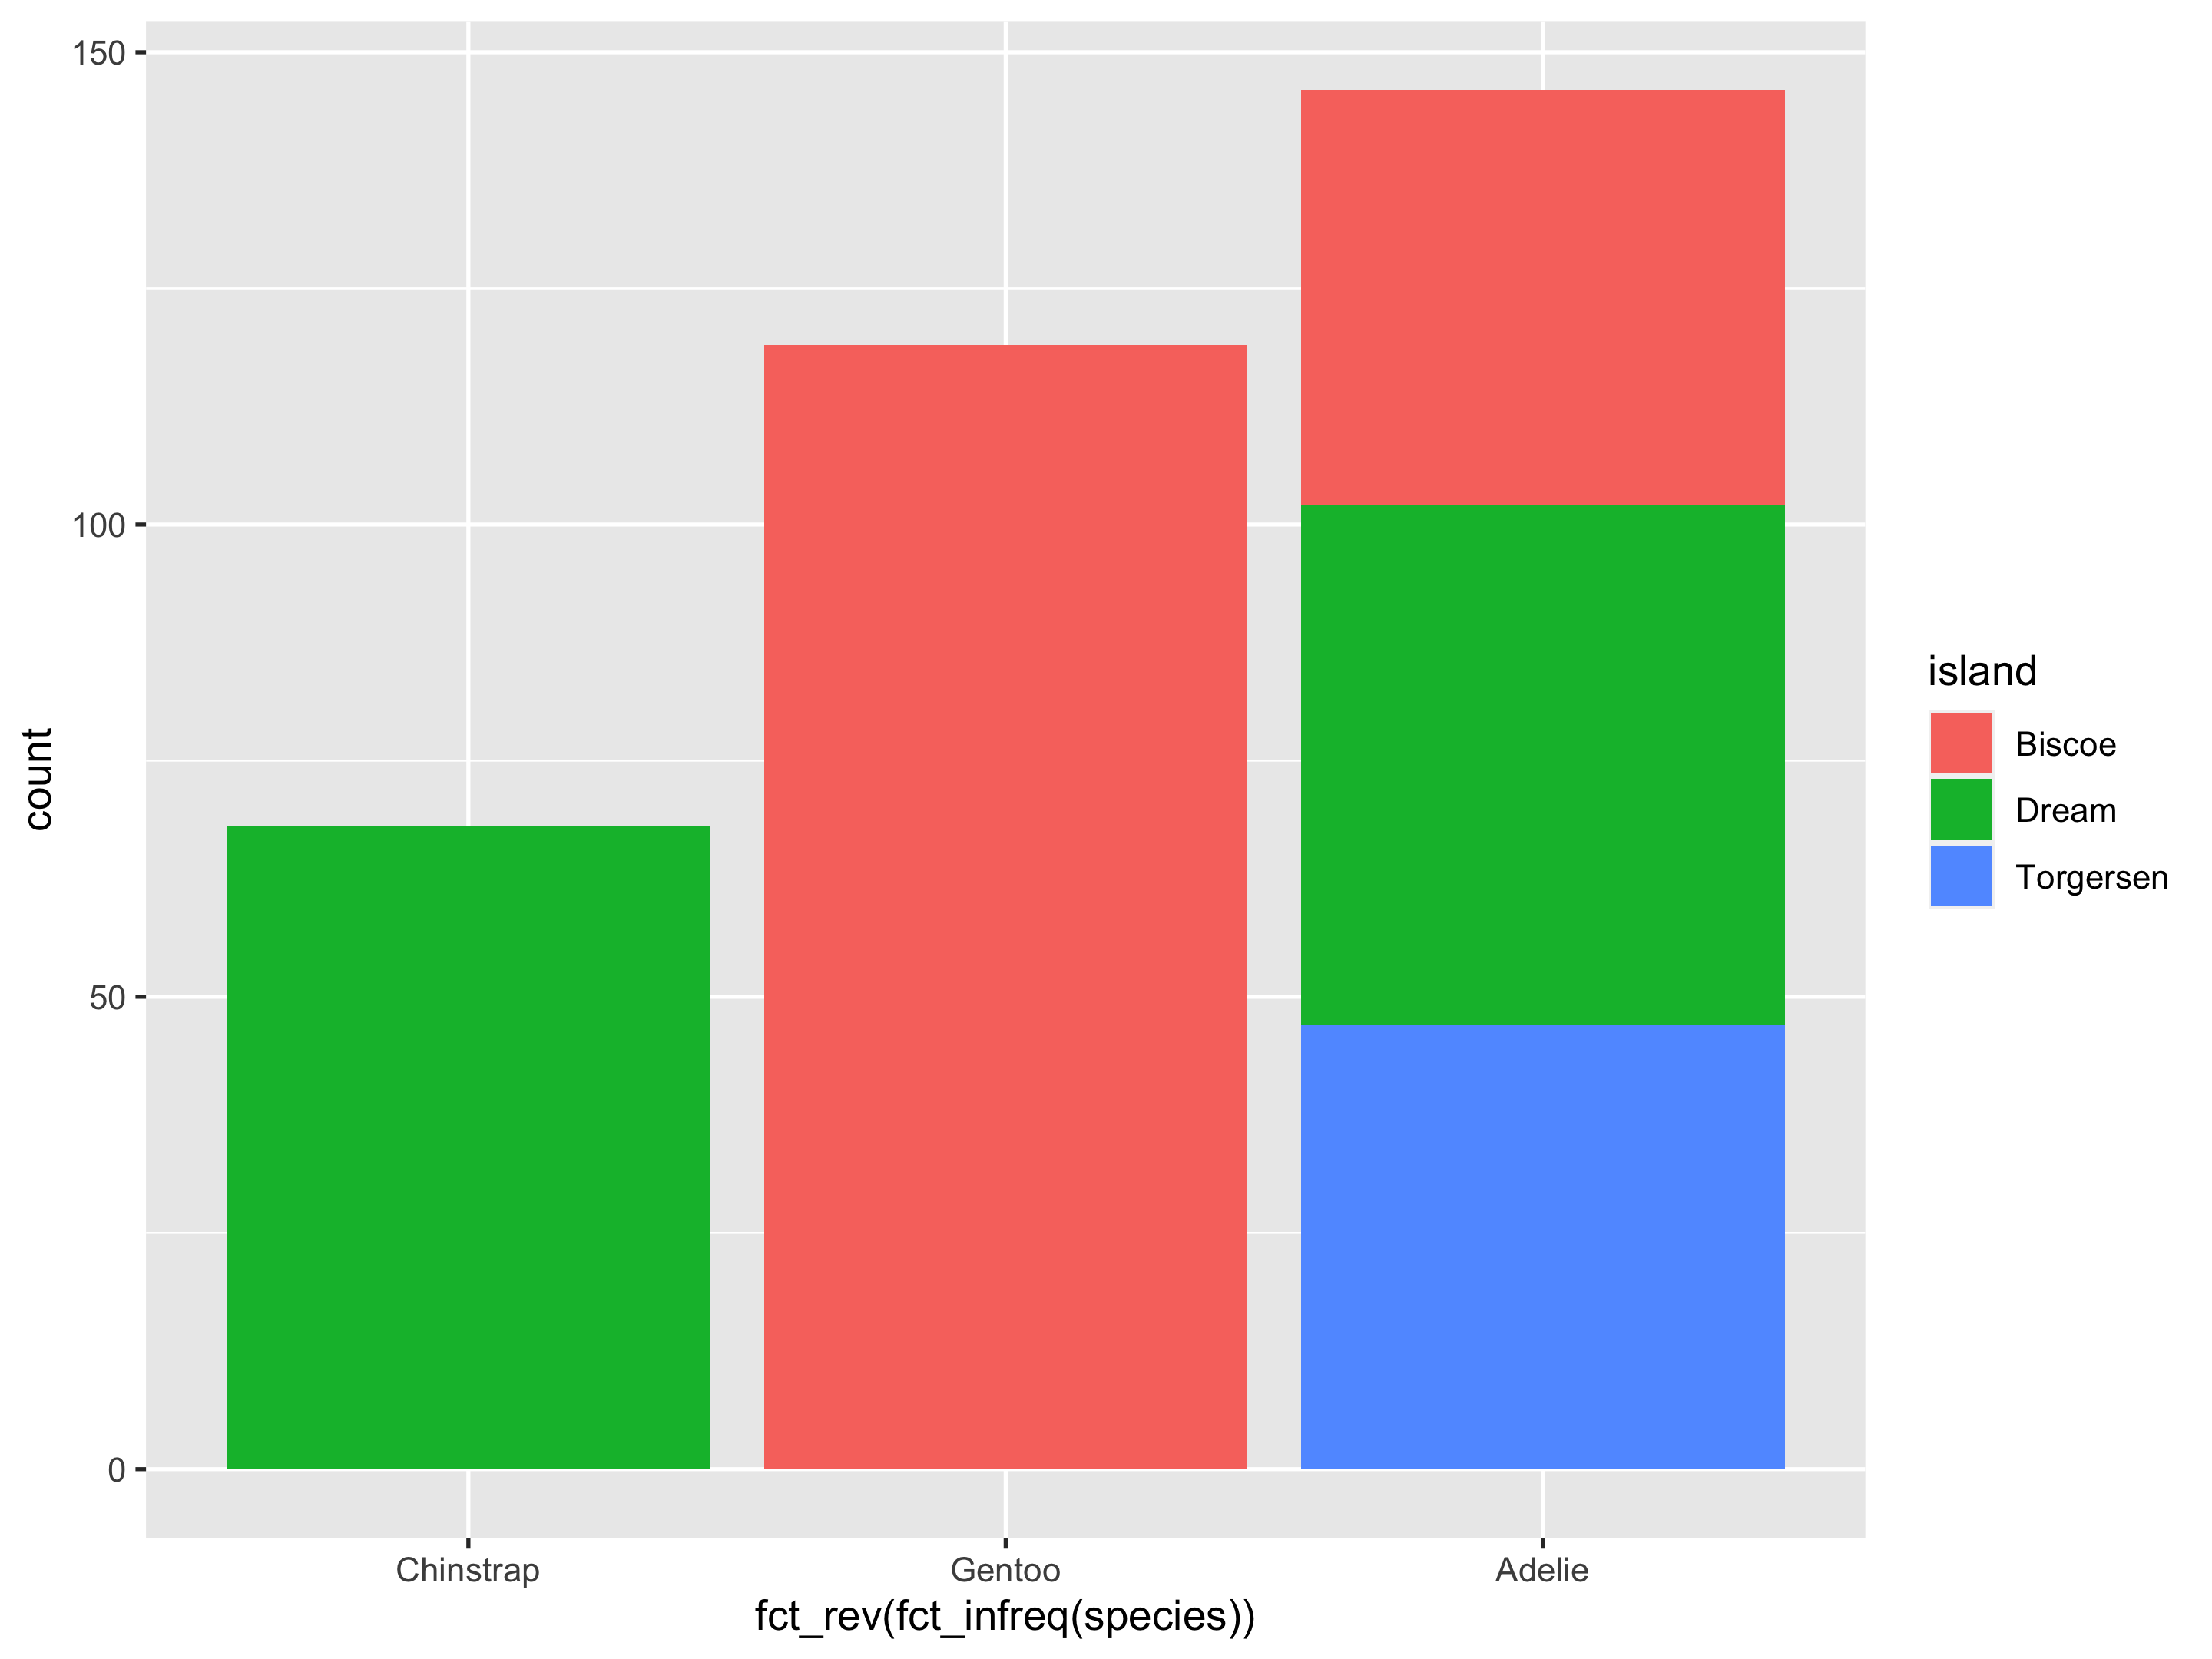 150
100
50
0
count
Chinstrap Gentoo Adelie
fct_rev(fct_infreq(species))
island
Biscoe
Dream
Torgersen